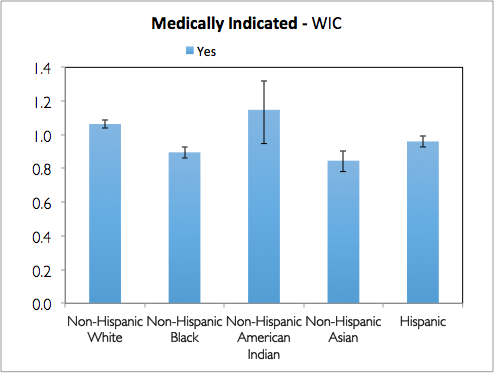 Medically Indicated - WIC
Yes
1.4
1.2
1.0
0.8
0.6
0.4
0.2
0.0
Non-Hispanic White
Non-Hispanic Black
Non-Hispanic American Indian
Non-Hispanic Asian
Hispanic